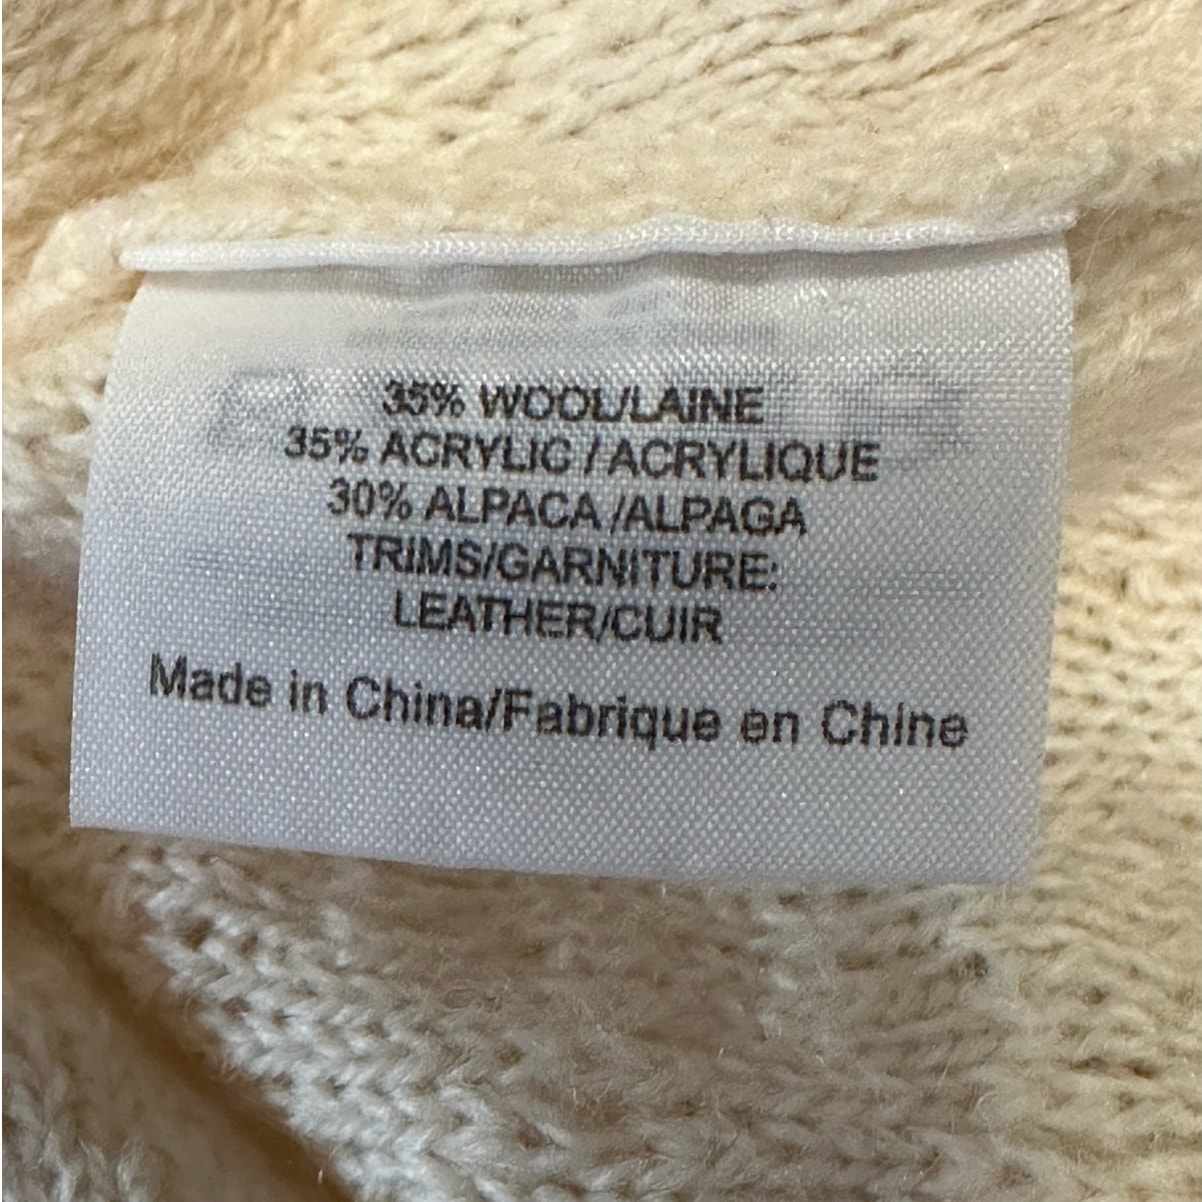 35% WOOL/LAINE
35% ACRYLIC / ACRYLIQUE
30% ALPACA /ALPAGA
TRIMS/GARNITURE:
LEATHER/CUIR
Made in China/Fabrique en Chine